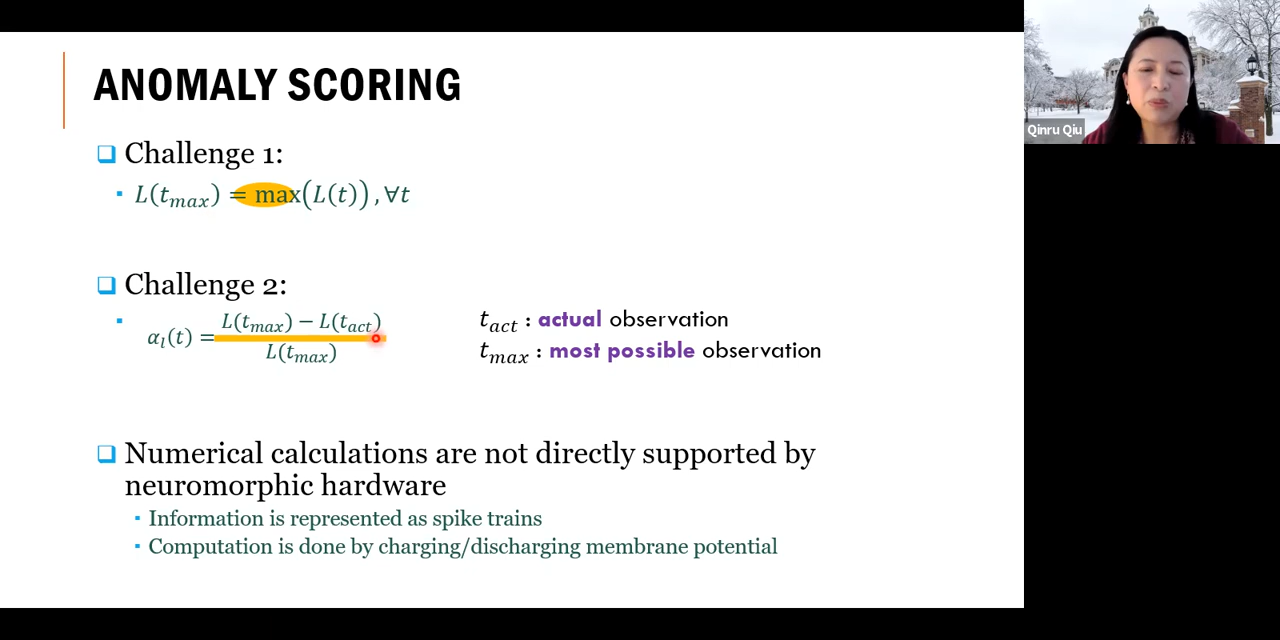 ANOMALY SCORING
Challenge 1:
L(t_max) = max(L(t)), ∀t
Challenge 2:
α_l(t) = (L(t_max) − L(t_act)) / L(t_max)
t_act : actual observation
t_max : most possible observation
Numerical calculations are not directly supported by
neuromorphic hardware
Information is represented as spike trains
Computation is done by charging/discharging membrane potential
Qinru Qiu